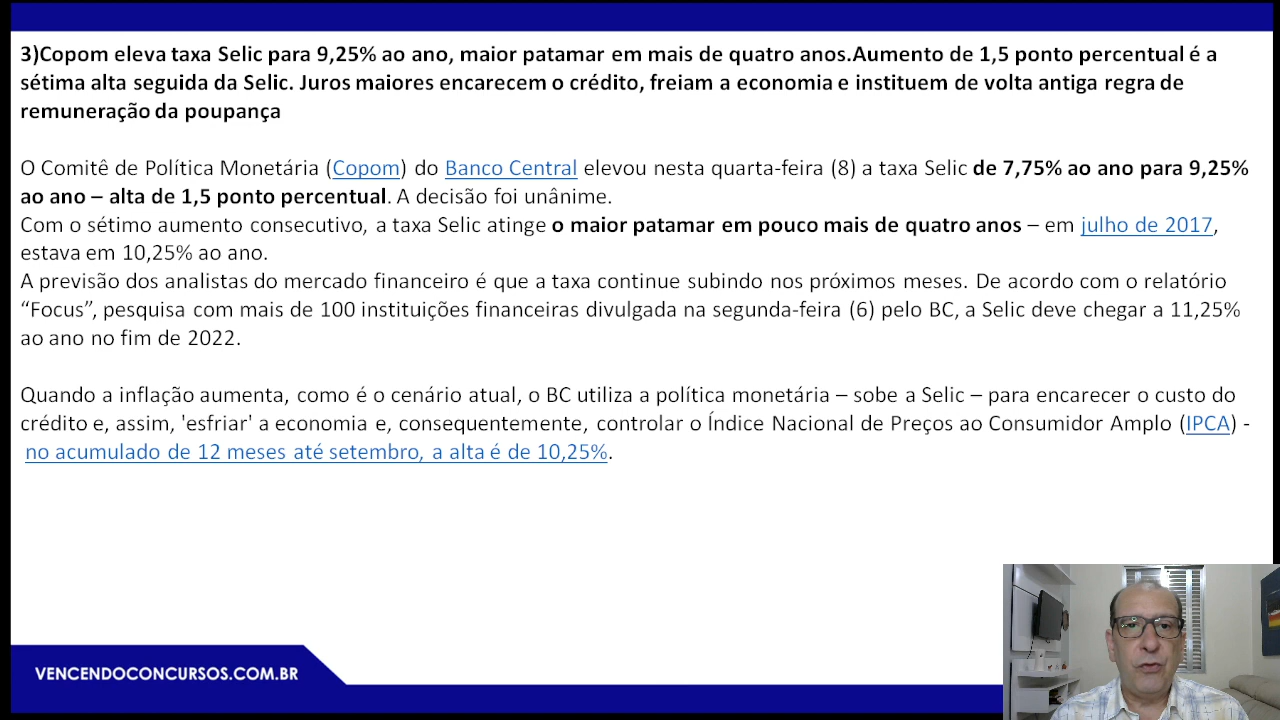 3)Copom eleva taxa Selic para 9,25% ao ano, maior patamar em mais de quatro anos.Aumento de 1,5 ponto percentual é a
sétima alta seguida da Selic. Juros maiores encarecem o crédito, freiam a economia e instituem de volta antiga regra de
remuneração da poupança
O Comitê de Política Monetária (Copom) do Banco Central elevou nesta quarta-feira (8) a taxa Selic de 7,75% ao ano para 9,25%
ao ano – alta de 1,5 ponto percentual. A decisão foi unânime.
Com o sétimo aumento consecutivo, a taxa Selic atinge o maior patamar em pouco mais de quatro anos – em julho de 2017,
estava em 10,25% ao ano.
A previsão dos analistas do mercado financeiro é que a taxa continue subindo nos próximos meses. De acordo com o relatório
“Focus”, pesquisa com mais de 100 instituições financeiras divulgada na segunda-feira (6) pelo BC, a Selic deve chegar a 11,25%
ao ano no fim de 2022.
Quando a inflação aumenta, como é o cenário atual, o BC utiliza a política monetária – sobe a Selic – para encarecer o custo do
crédito e, assim, 'esfriar' a economia e, consequentemente, controlar o Índice Nacional de Preços ao Consumidor Amplo (IPCA) -
no acumulado de 12 meses até setembro, a alta é de 10,25%.
VENCENDOCONCURSOS.COM.BR